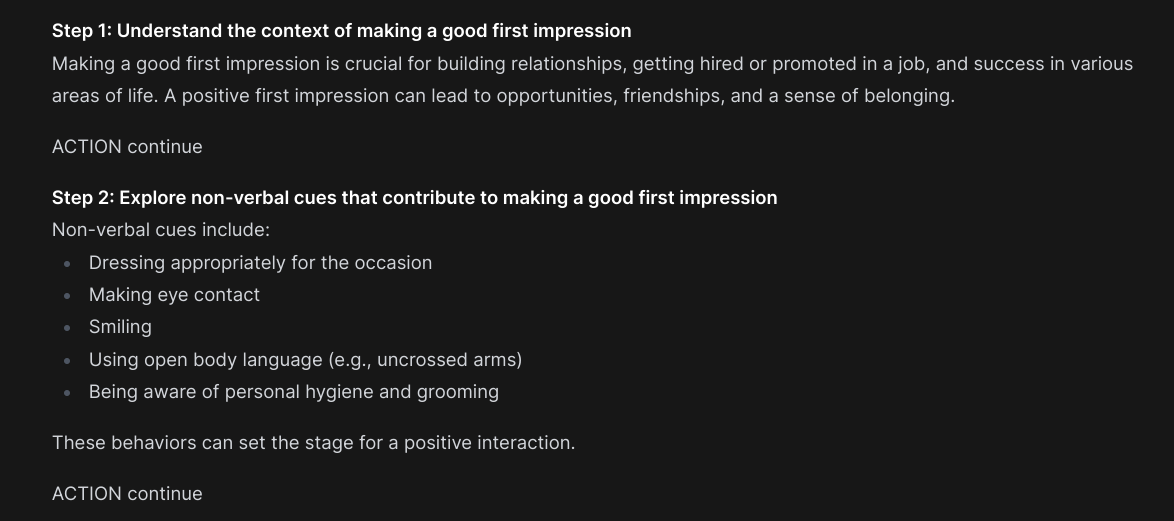 Step 1: Understand the context of making a good first impression
Making a good first impression is crucial for building relationships, getting hired or promoted in a job, and success in various
areas of life. A positive first impression can lead to opportunities, friendships, and a sense of belonging.
ACTION continue
Step 2: Explore non-verbal cues that contribute to making a good first impression
Non-verbal cues include:
• Dressing appropriately for the occasion
• Making eye contact
• Smiling
• Using open body language (e.g., uncrossed arms)
• Being aware of personal hygiene and grooming
These behaviors can set the stage for a positive interaction.
ACTION continue